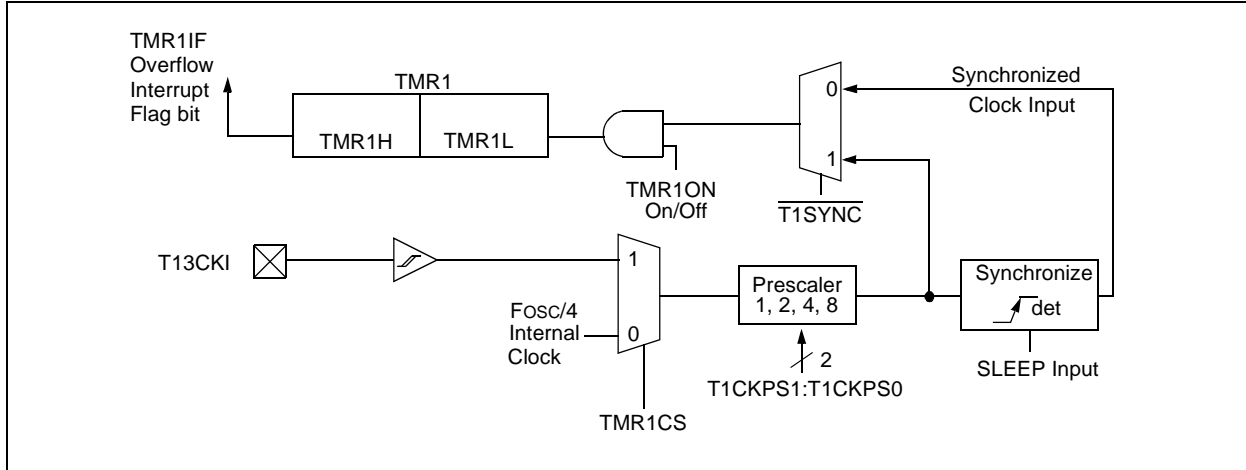 TMR1IF
Overflow
Interrupt
Flag bit
TMR1
TMR1H
TMR1L
TMR1ON
On/Off
0
1
T1SYNC
Synchronized
Clock Input
T13CKI
1
0
FOSC/4
Internal
Clock
TMR1CS
Prescaler
1, 2, 4, 8
2
T1CKPS1:T1CKPS0
Synchronize
det
SLEEP Input